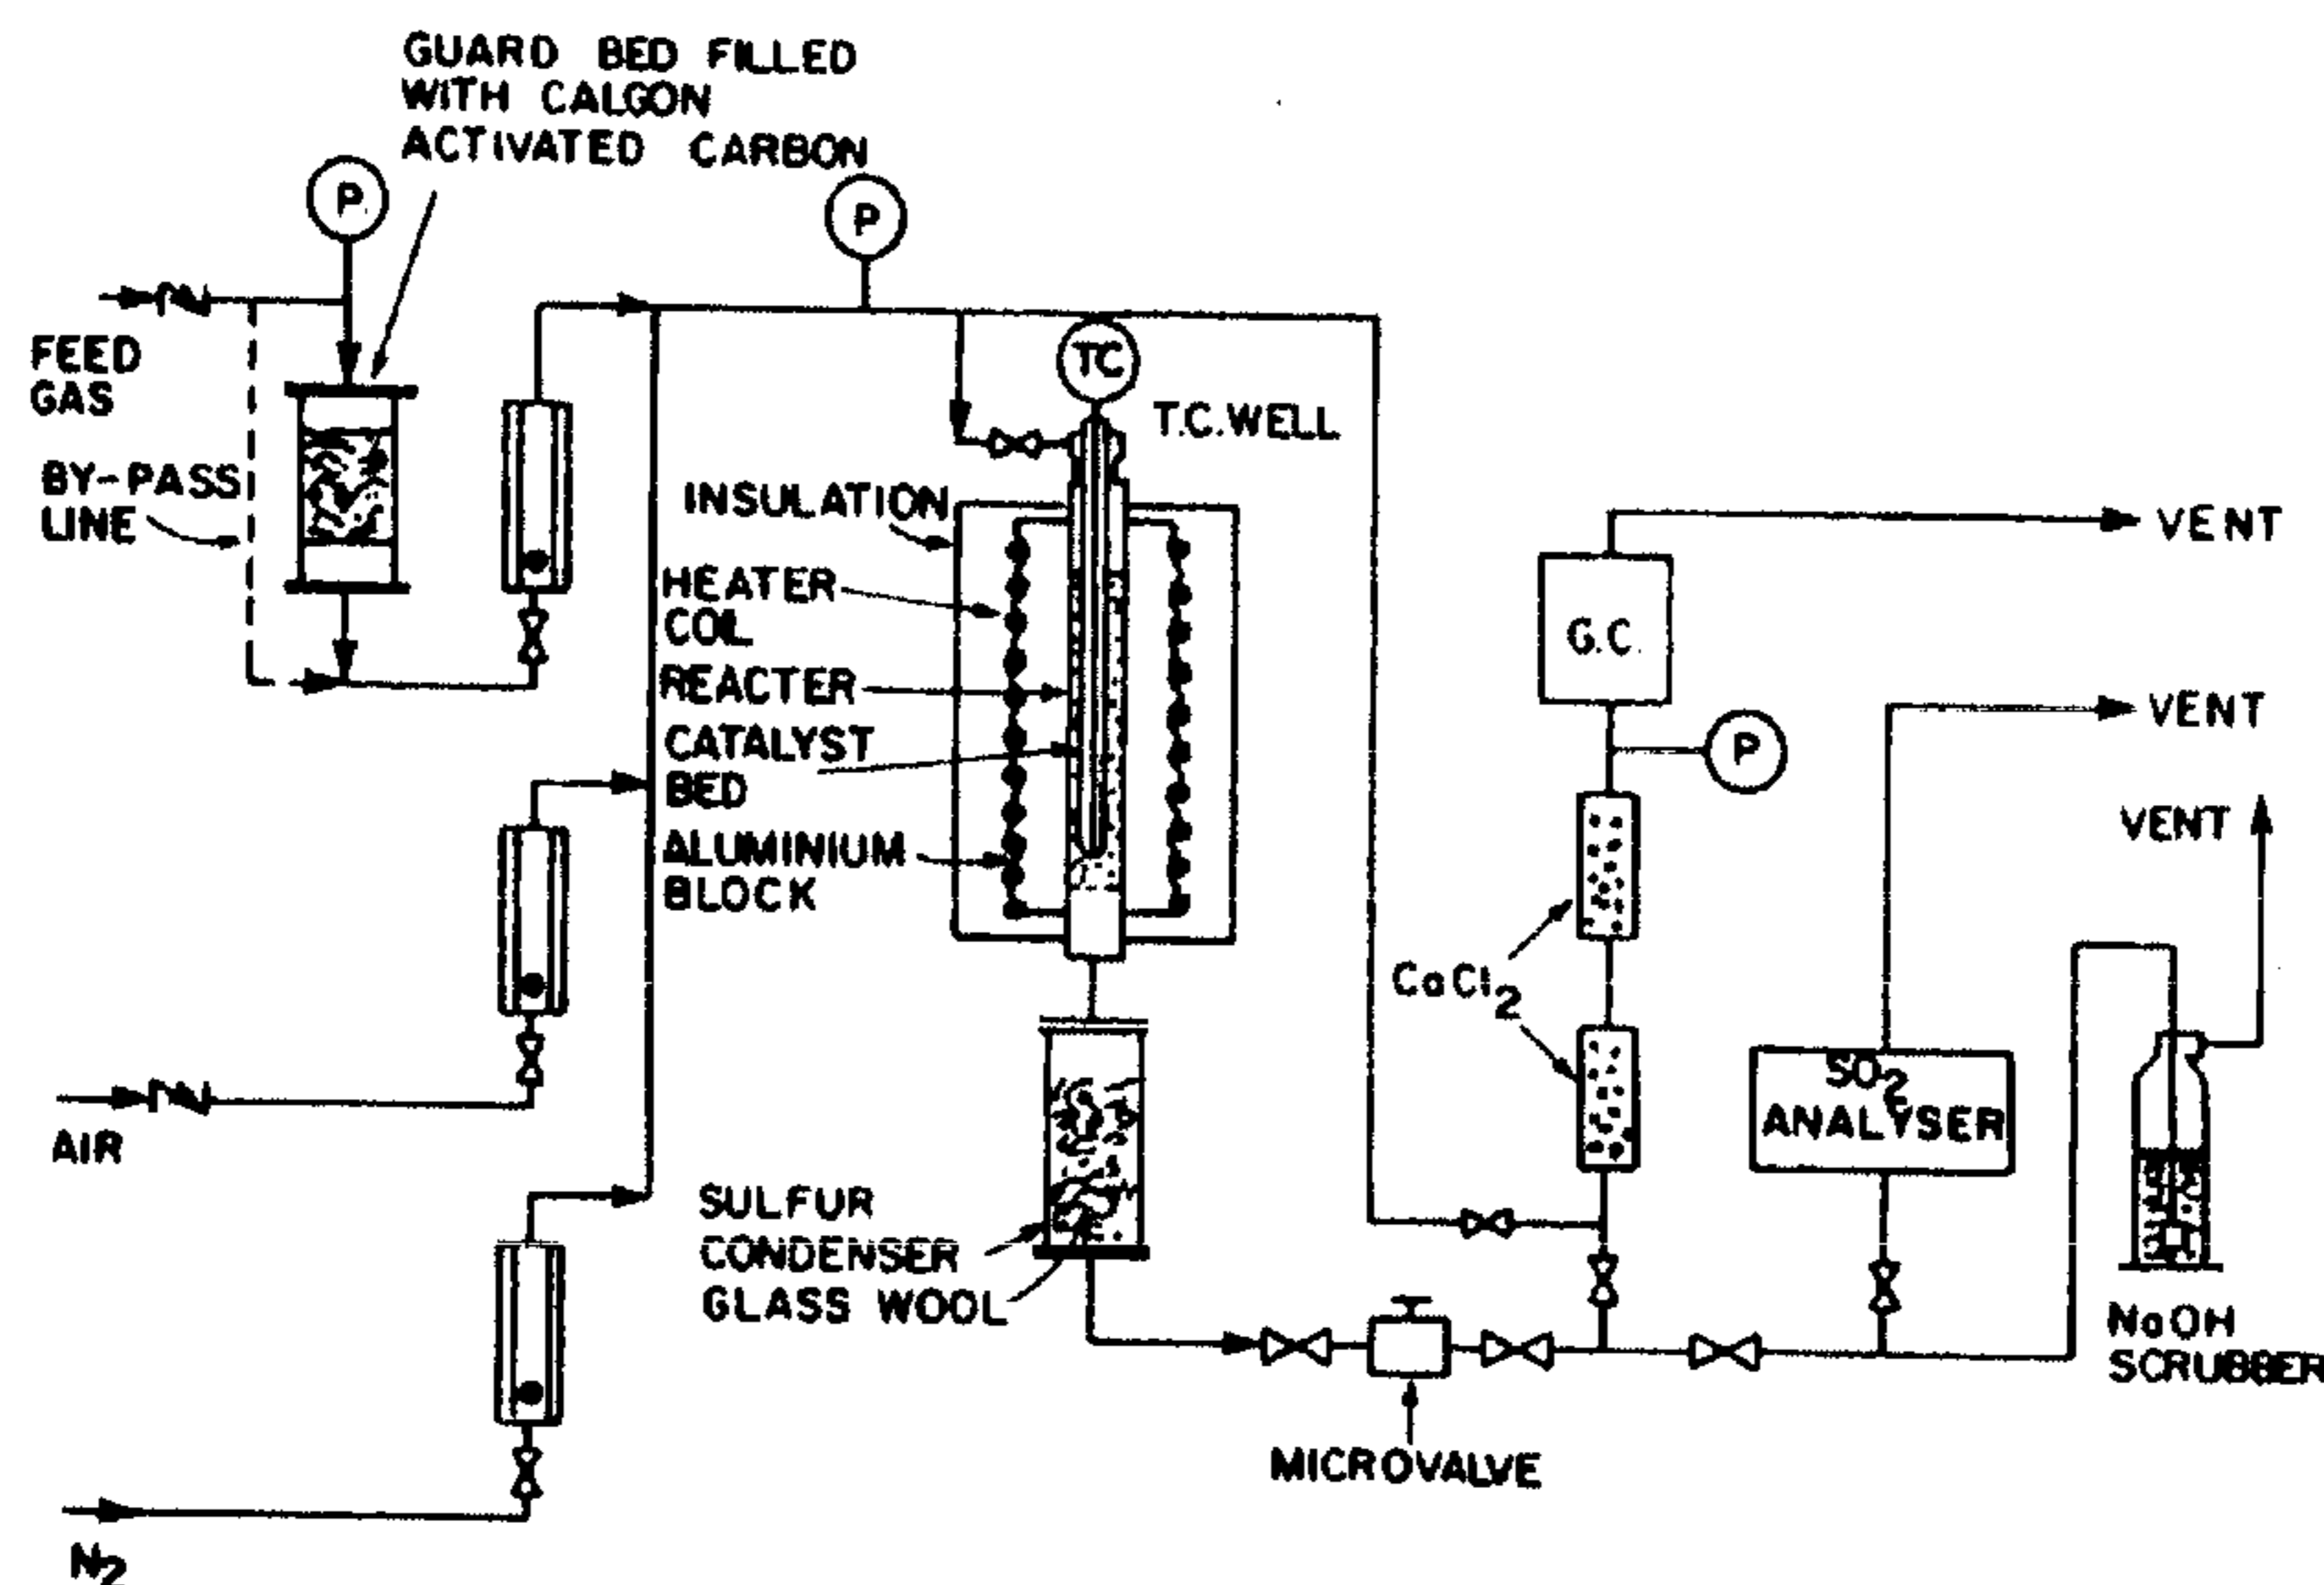 GUARD BED FILLED
WITH CALGON
ACTIVATED CARBON
P
P
FEED
GAS
TC
T.C.WELL
BY-PASS
LINE
INSULATION
HEATER
COIL
REACTER
CATALYST
BED
ALUMINIUM
BLOCK
VENT
G.C.
VENT
P
VENT
CaCl2
SO2
ANALYSER
AIR
SULFUR
CONDENSER
GLASS WOOL
NaOH
SCRUBBER
MICROVALVE
N2